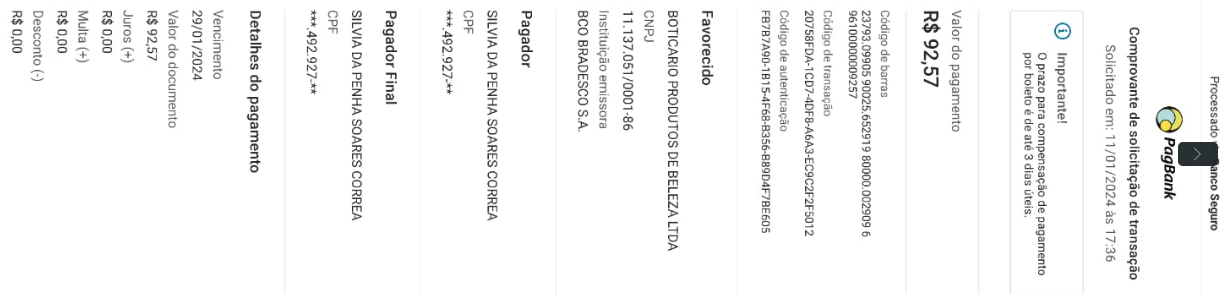 Processado
Banco Seguro
PagBank
Comprovante de solicitação de transação
Solicitado em: 11/01/2024 às 17:36
Importante!
O prazo para compensação de pagamento
por boleto é de até 3 dias úteis.
Valor do pagamento
R$ 92,57
Código de barras
23793.09905 90025.652919 80000.002909 6
96100000009257
Código de transação
20758FDA-1CD7-4DFB-A6A3-EC9C2F2F5012
Código de autenticação
FB7B7A90-1B15-4F68-B356-B89D4F7BE605
Favorecido
BOTICARIO PRODUTOS DE BELEZA LTDA
CNPJ
11.137.051/0001-86
Instituição emissora
BCO BRADESCO S.A.
Pagador
SILVIA DA PENHA SOARES CORREA
CPF
***.492.927-**
Pagador Final
SILVIA DA PENHA SOARES CORREA
CPF
***.492.927-**
Detalhes do pagamento
Vencimento
29/01/2024
Valor do documento
R$ 92,57
Juros (+)
R$ 0,00
Multa (+)
R$ 0,00
Desconto (-)
R$ 0,00